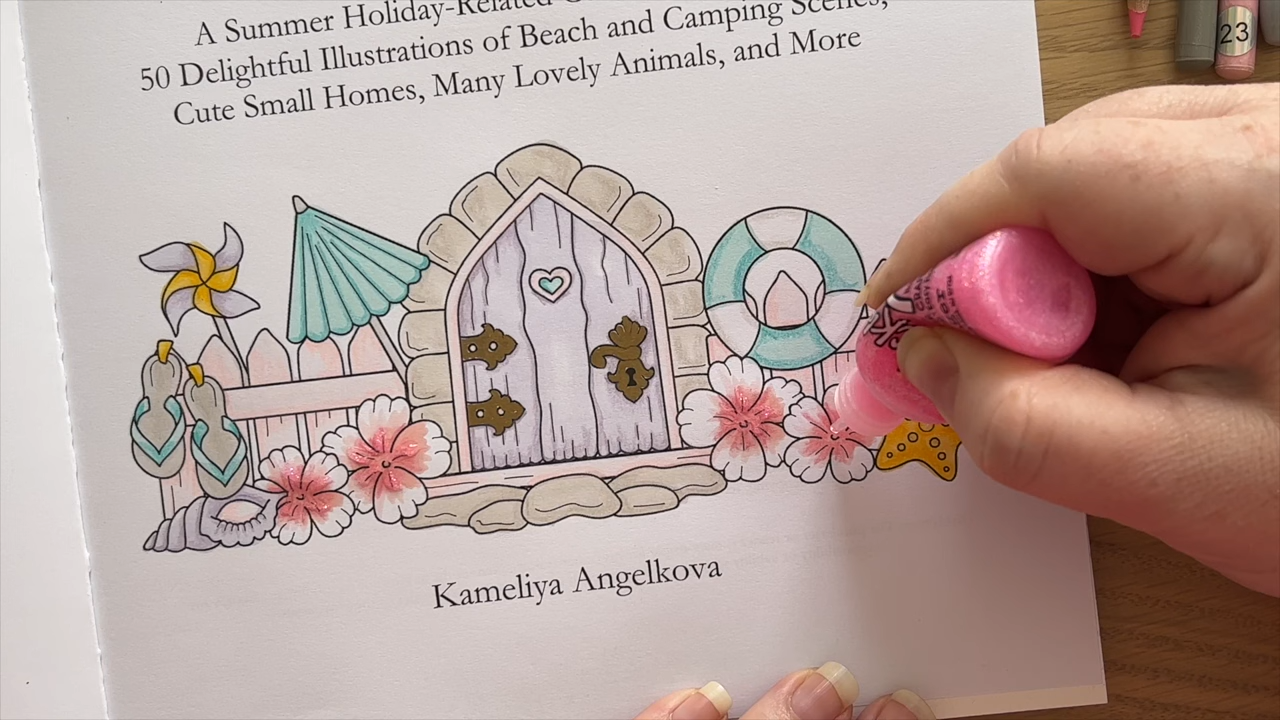 A Summer Holiday-Related
50 Delightful Illustrations of Beach and Camping Scenes,
Cute Small Homes, Many Lovely Animals, and More
Kameliya Angelkova
23